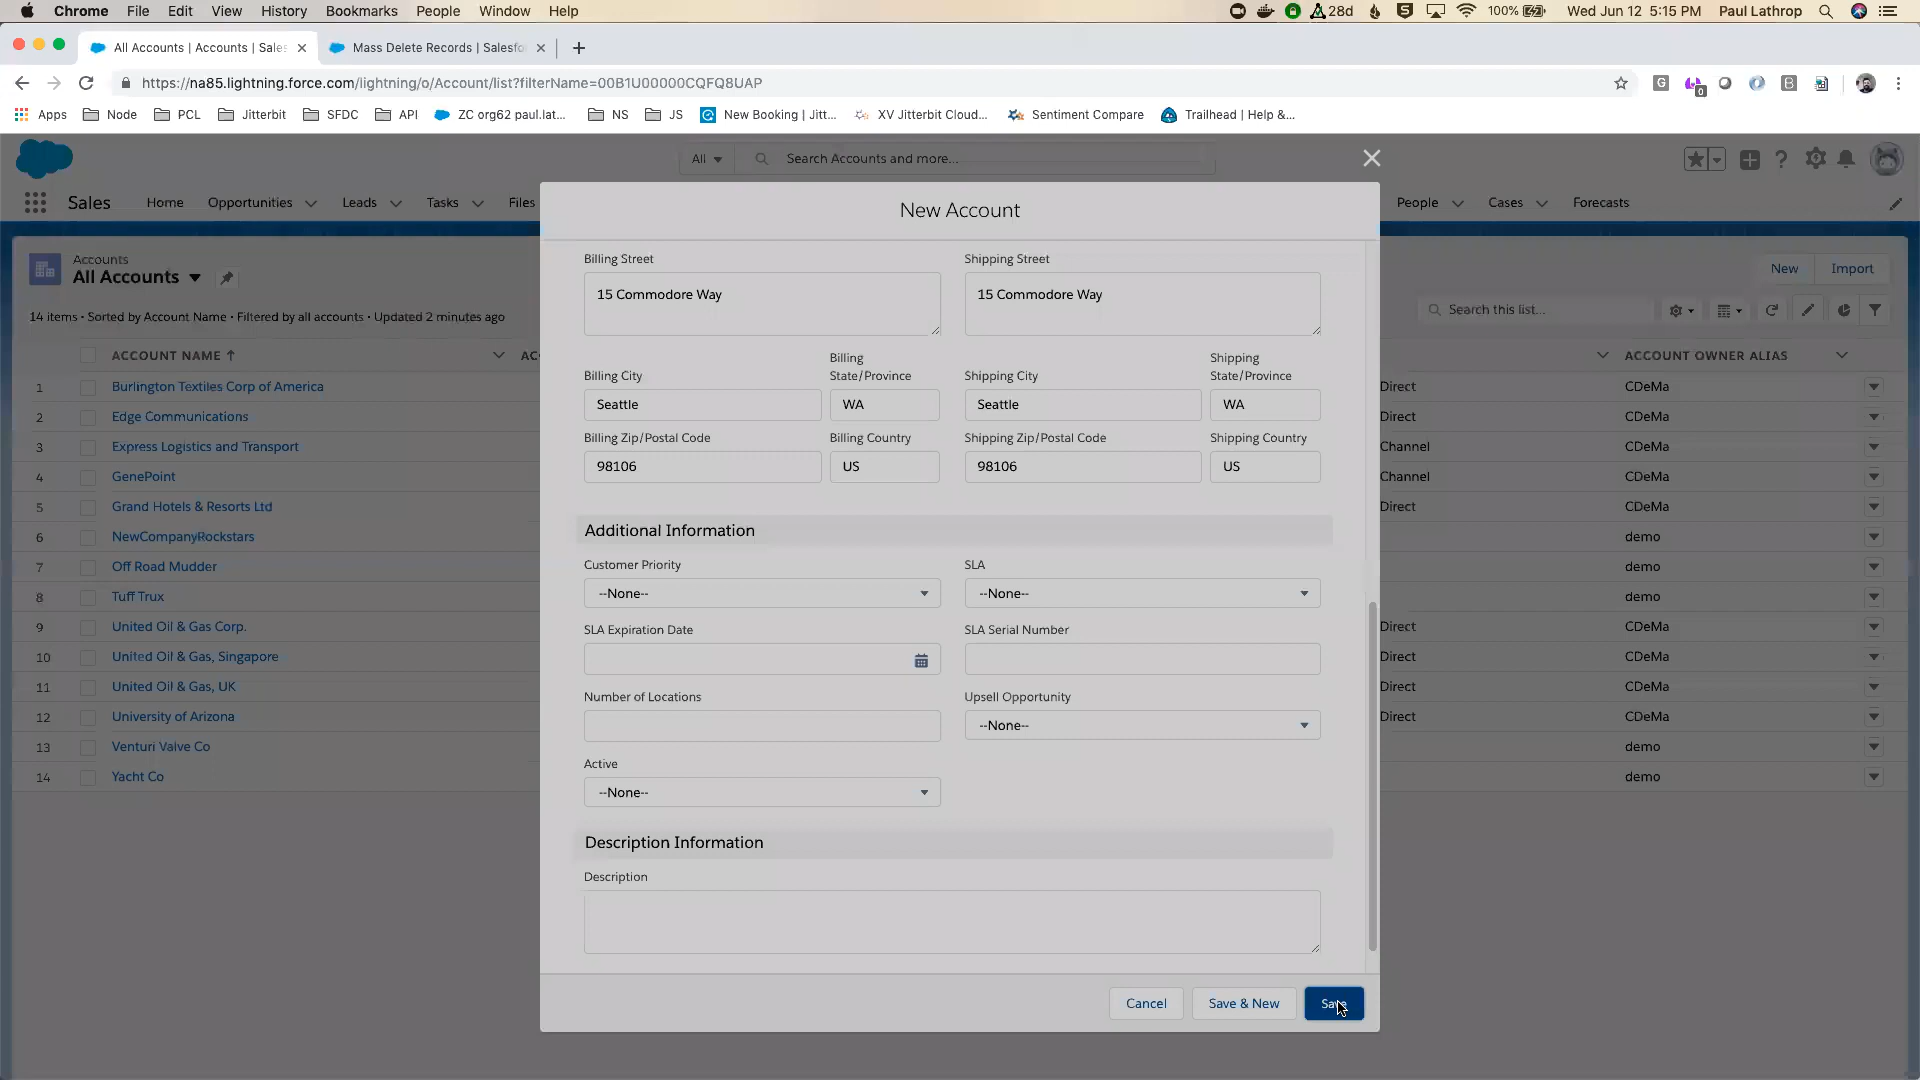 Chrome File Edit View History Bookmarks People Window Help 28d 100% Wed Jun 12 5:15 PM Paul Lathrop
All Accounts | Accounts | Sales Mass Delete Records | Salesfo
https://na85.lightning.force.com/lightning/o/Account/list?filterName=00B1U00000CQFQ8UAP
Apps Node PCL Jitterbit SFDC API ZC org62 paul.lat... NS JS New Booking | Jitt... XV Jitterbit Cloud... Sentiment Compare Trailhead | Help &...
All Search Accounts and more...
Sales Home Opportunities Leads Tasks Files People Cases Forecasts
New Account
Accounts
All Accounts
New Import
14 items • Sorted by Account Name • Filtered by all accounts • Updated 2 minutes ago
Search this list...
ACCOUNT NAME AC ACCOUNT OWNER ALIAS
1 Burlington Textiles Corp of America Direct CDeMa
2 Edge Communications Direct CDeMa
3 Express Logistics and Transport Channel CDeMa
4 GenePoint Channel CDeMa
5 Grand Hotels & Resorts Ltd Direct CDeMa
6 NewCompanyRockstars demo
7 Off Road Mudder demo
8 Tuff Trux demo
9 United Oil & Gas Corp. Direct CDeMa
10 United Oil & Gas, Singapore Direct CDeMa
11 United Oil & Gas, UK Direct CDeMa
12 University of Arizona Direct CDeMa
13 Venturi Valve Co demo
14 Yacht Co demo
Billing Street Shipping Street
15 Commodore Way 15 Commodore Way
Billing City Billing State/Province Shipping City Shipping State/Province
Seattle WA Seattle WA
Billing Zip/Postal Code Billing Country Shipping Zip/Postal Code Shipping Country
98106 US 98106 US
Additional Information
Customer Priority SLA
--None-- --None--
SLA Expiration Date SLA Serial Number
Number of Locations Upsell Opportunity
--None--
Active
--None--
Description Information
Description
Cancel Save & New Save